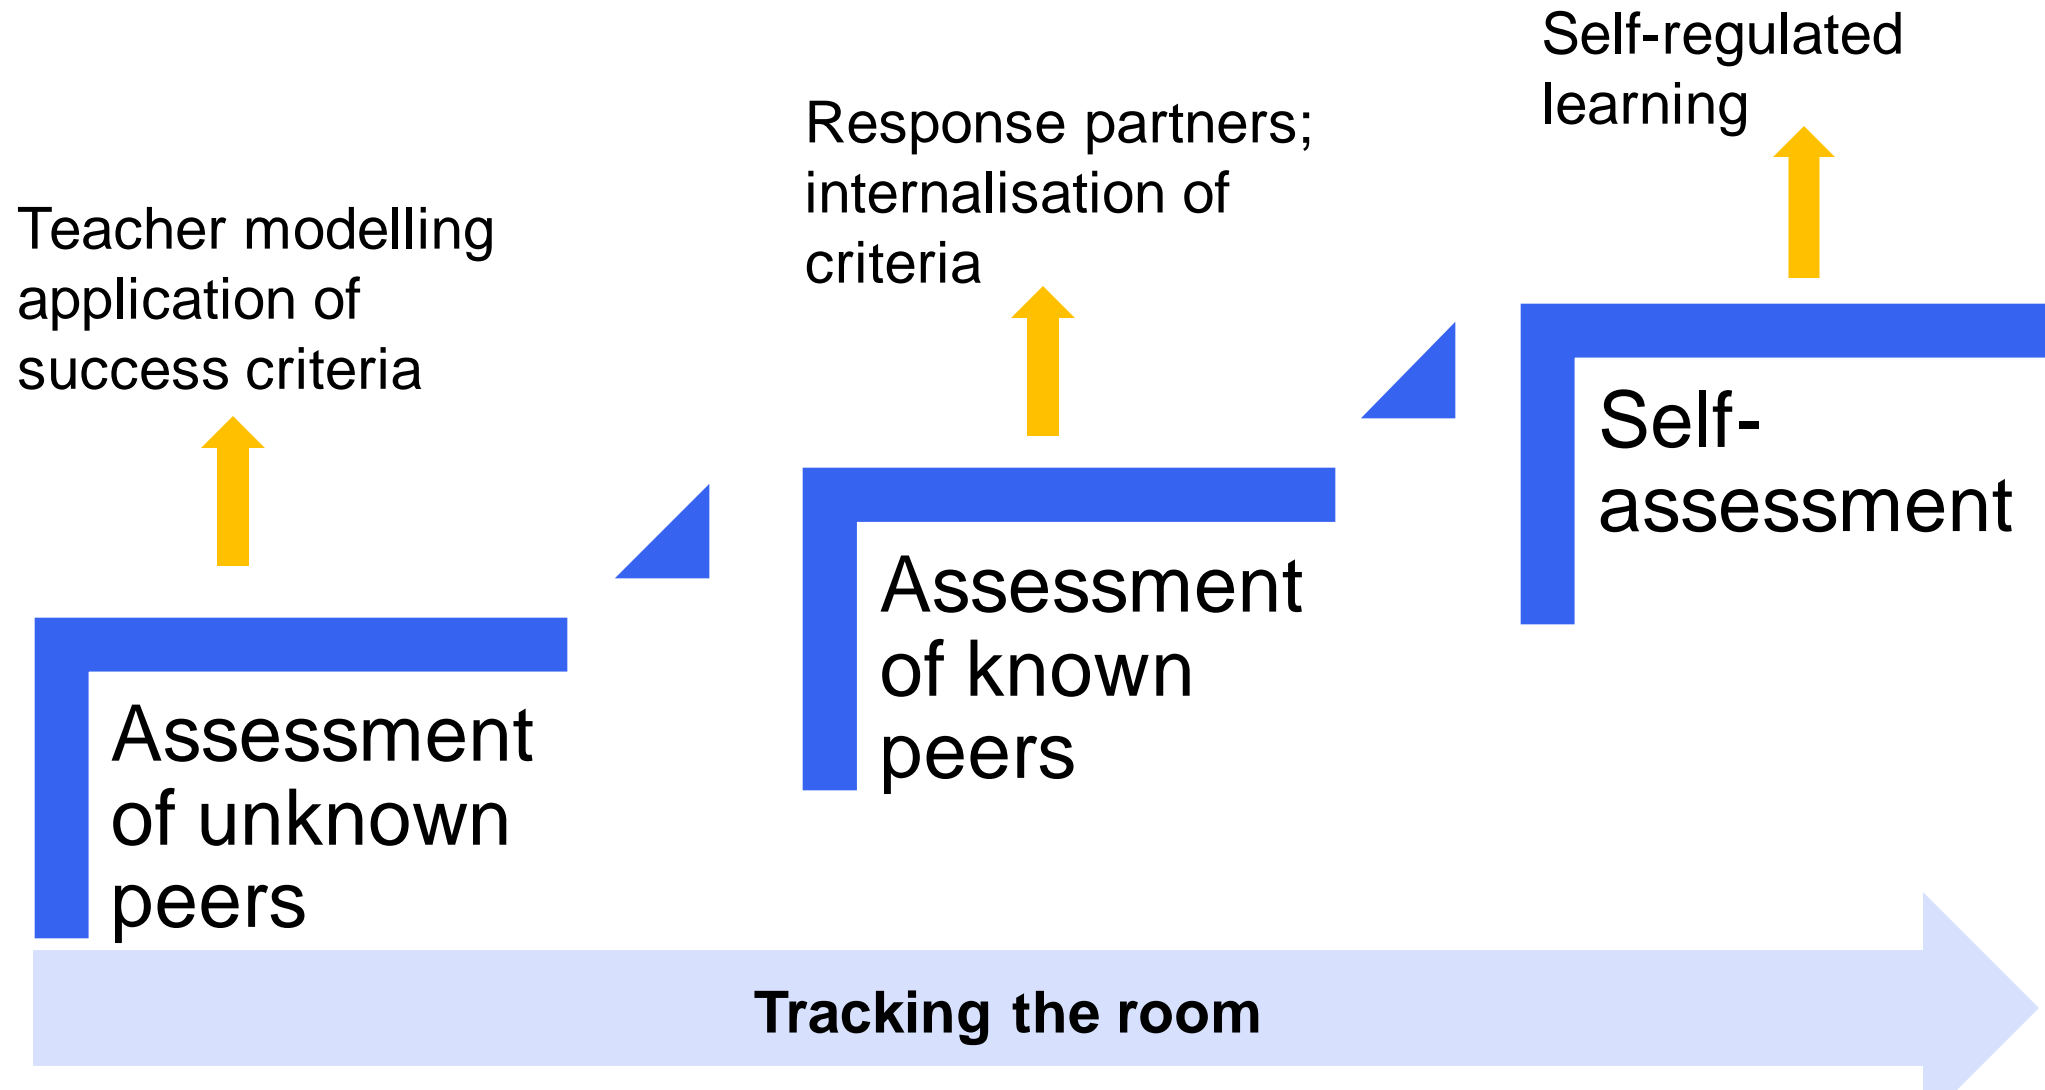 Teacher modelling
application of
success criteria
Assessment
of unknown
peers
Response partners;
internalisation of
criteria
Assessment
of known
peers
Self-regulated
learning
Self-
assessment
Tracking the room